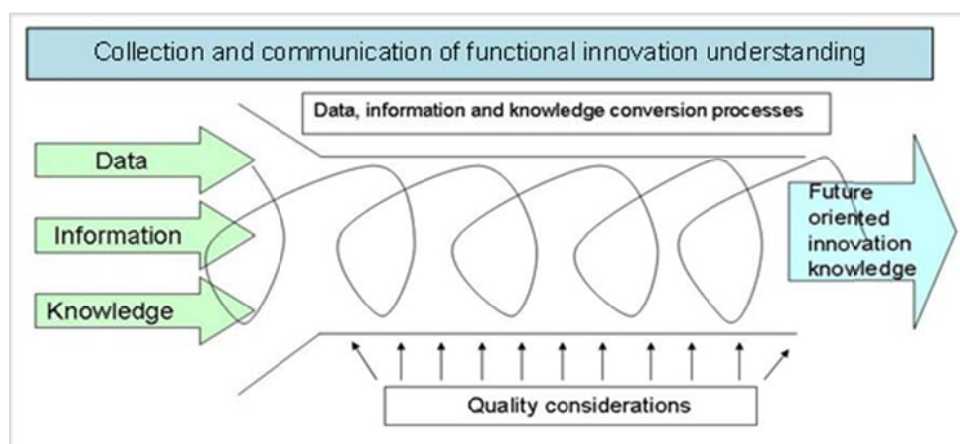 Collection and communication of functional innovation understanding
Data, information and knowledge conversion processes
Data
Information
Knowledge
Future
oriented
innovation
knowledge
Quality considerations